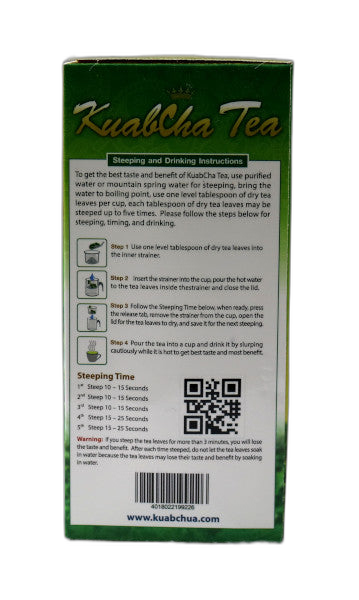 KuabCha Tea
Steeping and Drinking Instructions
To get the best taste and benefit of KuabCha Tea, use purified
water or mountain spring water for steeping, bring the
water to boiling point, use one level tablespoon of dry tea
leaves per cup, each tablespoon of dry tea leaves may be
steeped up to five times. Please follow the steps below for
steeping, timing, and drinking.
Step 1 Use one level tablespoon of dry tea leaves into
the inner strainer.
Step 2 Insert the strainer into the cup, pour the hot water
to the tea leaves inside thestrainer and close the lid.
Step 3 Follow the Steeping Time below, when ready, press
the release tab, remove the strainer from the cup, open the
lid for the tea leaves to dry, and save it for the next steeping.
Step 4 Pour the tea into a cup and drink it by slurping
cautiously while it is hot to get best taste and most benefit.
Steeping Time
1st Steep 10 – 15 Seconds
2nd Steep 10 – 15 Seconds
3rd Steep 10 – 15 Seconds
4th Steep 15 – 25 Seconds
5th Steep 15 – 25 Seconds
Warning: If you steep the tea leaves for more than 3 minutes, you will lose
the taste and benefit. After each time steeped, do not let the tea leaves soak
in water because the tea leaves may lose their taste and benefit by soaking
in water.
4018022199226
www.kuabchua.com